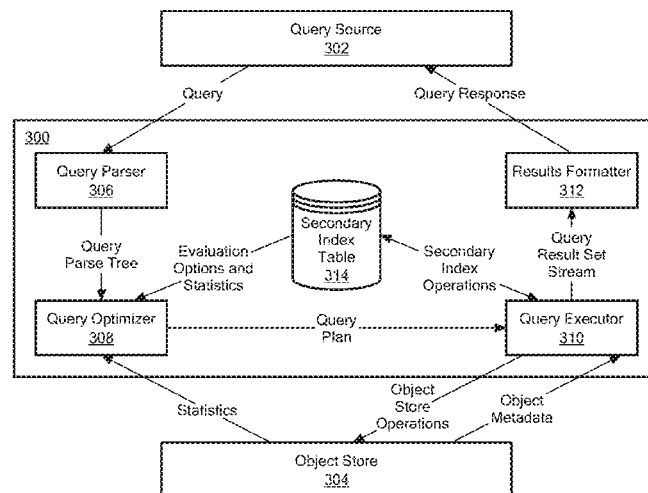 Query Source
302
Query
Query Response
300
Query Parser
306
Results Formatter
312
Secondary
Index
Table
314
Query
Parse Tree
Evaluation
Options and
Statistics
Secondary
Index
Operations
Query
Result Set
Stream
Query Optimizer
308
Query
Plan
Query Executor
310
Statistics
Object
Store
Operations
Object
Metadata
Object Store
304